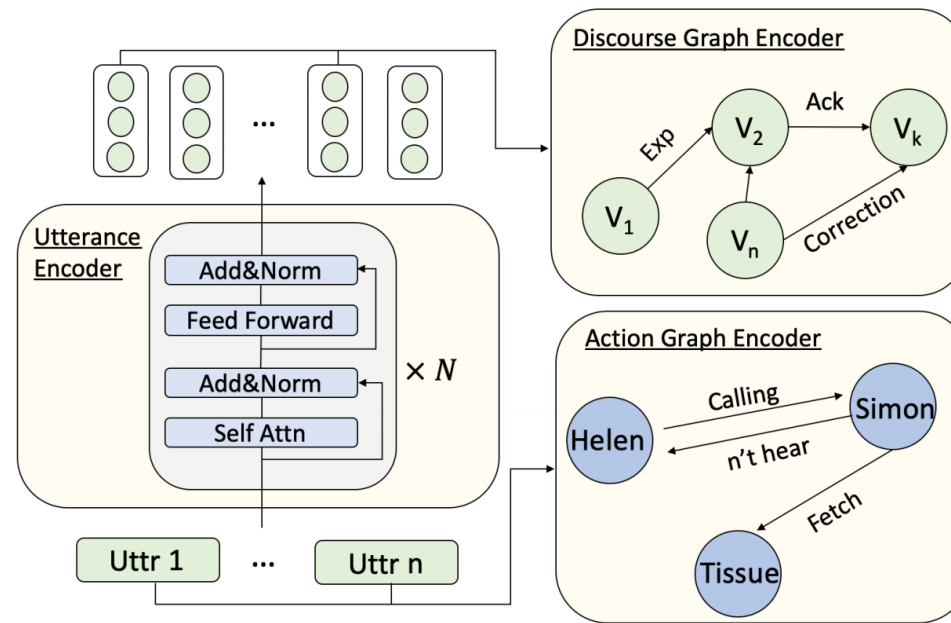 Discourse Graph Encoder
...
Exp
V2
Ack
Vk
V1
Vn
Correction
Utterance
Encoder
Add&Norm
Feed Forward
Add&Norm
Self Attn
× N
Action Graph Encoder
Helen
Calling
n't hear
Simon
Fetch
Tissue
Uttr 1
...
Uttr n